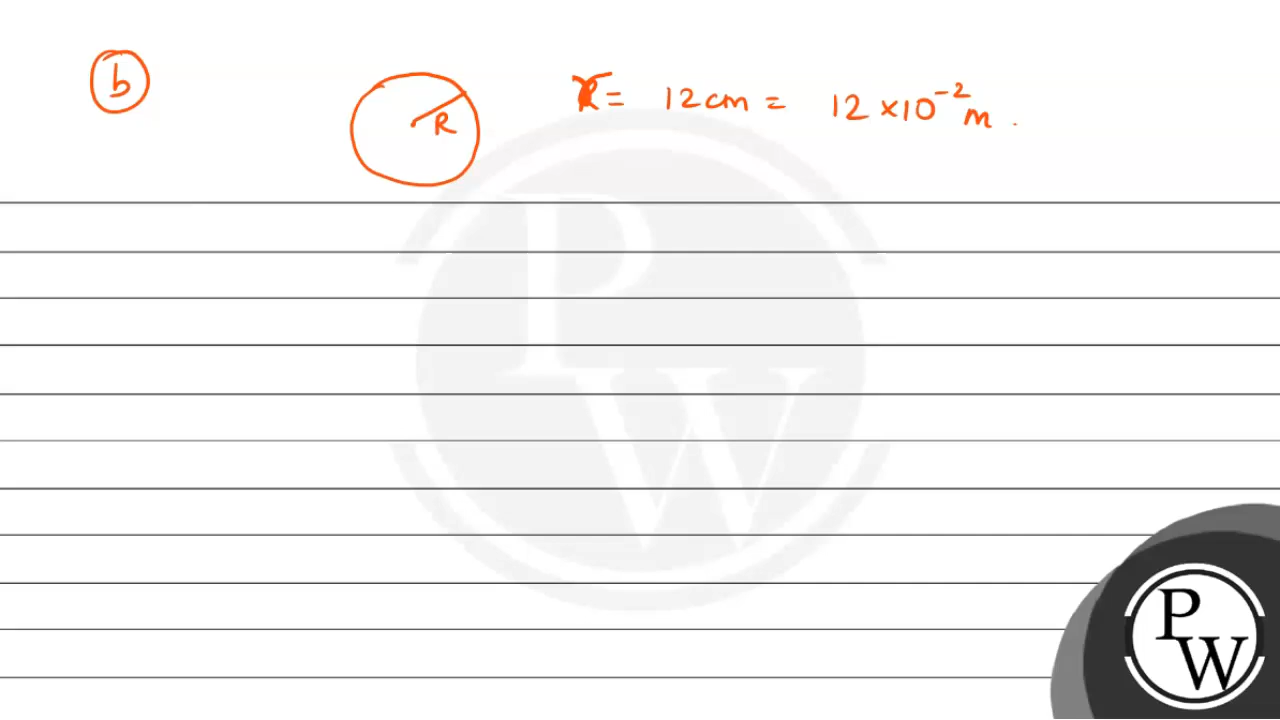 b
R
r = 12 cm = 12 × 10⁻² m.
P
W
P
W